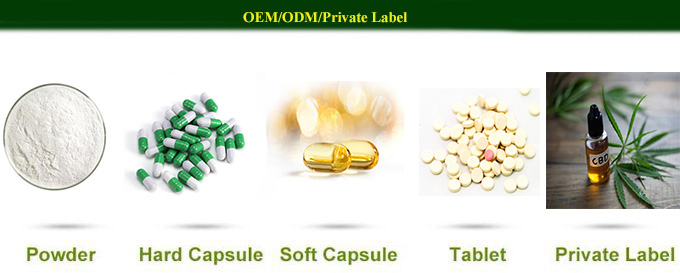 OEM/ODM/Private Label
CBD
Powder
Hard Capsule
Soft Capsule
Tablet
Private Label